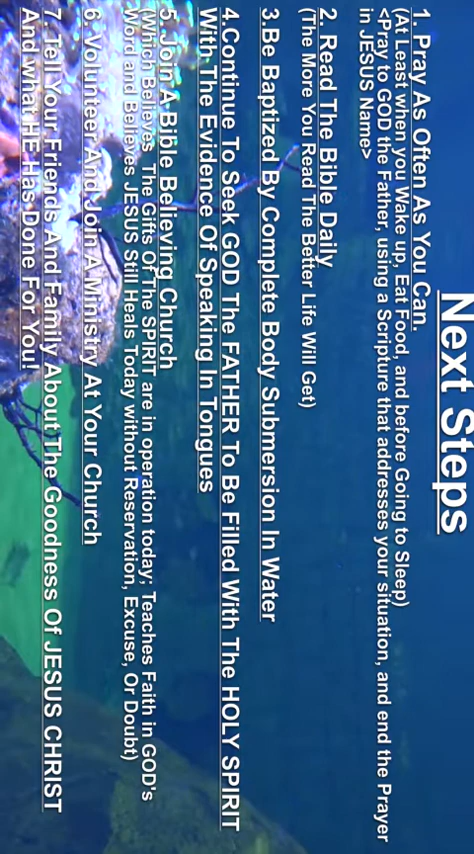 Next Steps
1. Pray As Often As You Can.
(At Least when you Wake up, Eat Food, and before Going to Sleep)
<Pray to GOD the Father, using a Scripture that addresses your situation, and end the Prayer
in JESUS Name>
2 Read The Bible Daily
(The More You Read The Better Life Will Get)
3 Be Baptized By Complete Body Submersion In Water
4.Continue To Seek GOD The FATHER To Be Filled With The HOLY SPIRIT
With The Evidence Of Speaking In Tongues
5 Join A Bible Believing Church
(Which Believes The Gifts Of The SPIRIT are in operation today; Teaches Faith in GOD's
Word and Believes JESUS Still Heals Today without Reservation, Excuse, Or Doubt)
6 Volunteer And Join A Ministry At Your Church
7 Tell Your Friends And Family About The Goodness Of JESUS CHRIST
And what HE Has Done For You!